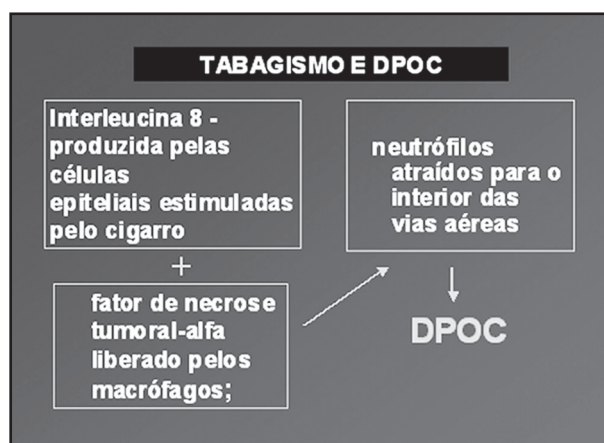 TABAGISMO E DPOC
Interleucina 8 -
produzida pelas
células
epiteliais estimuladas
pelo cigarro
+
fator de necrose
tumoral-alfa
liberado pelos
macrófagos;
neutrófilos
atraídos para o
interior das
vias aéreas
DPOC